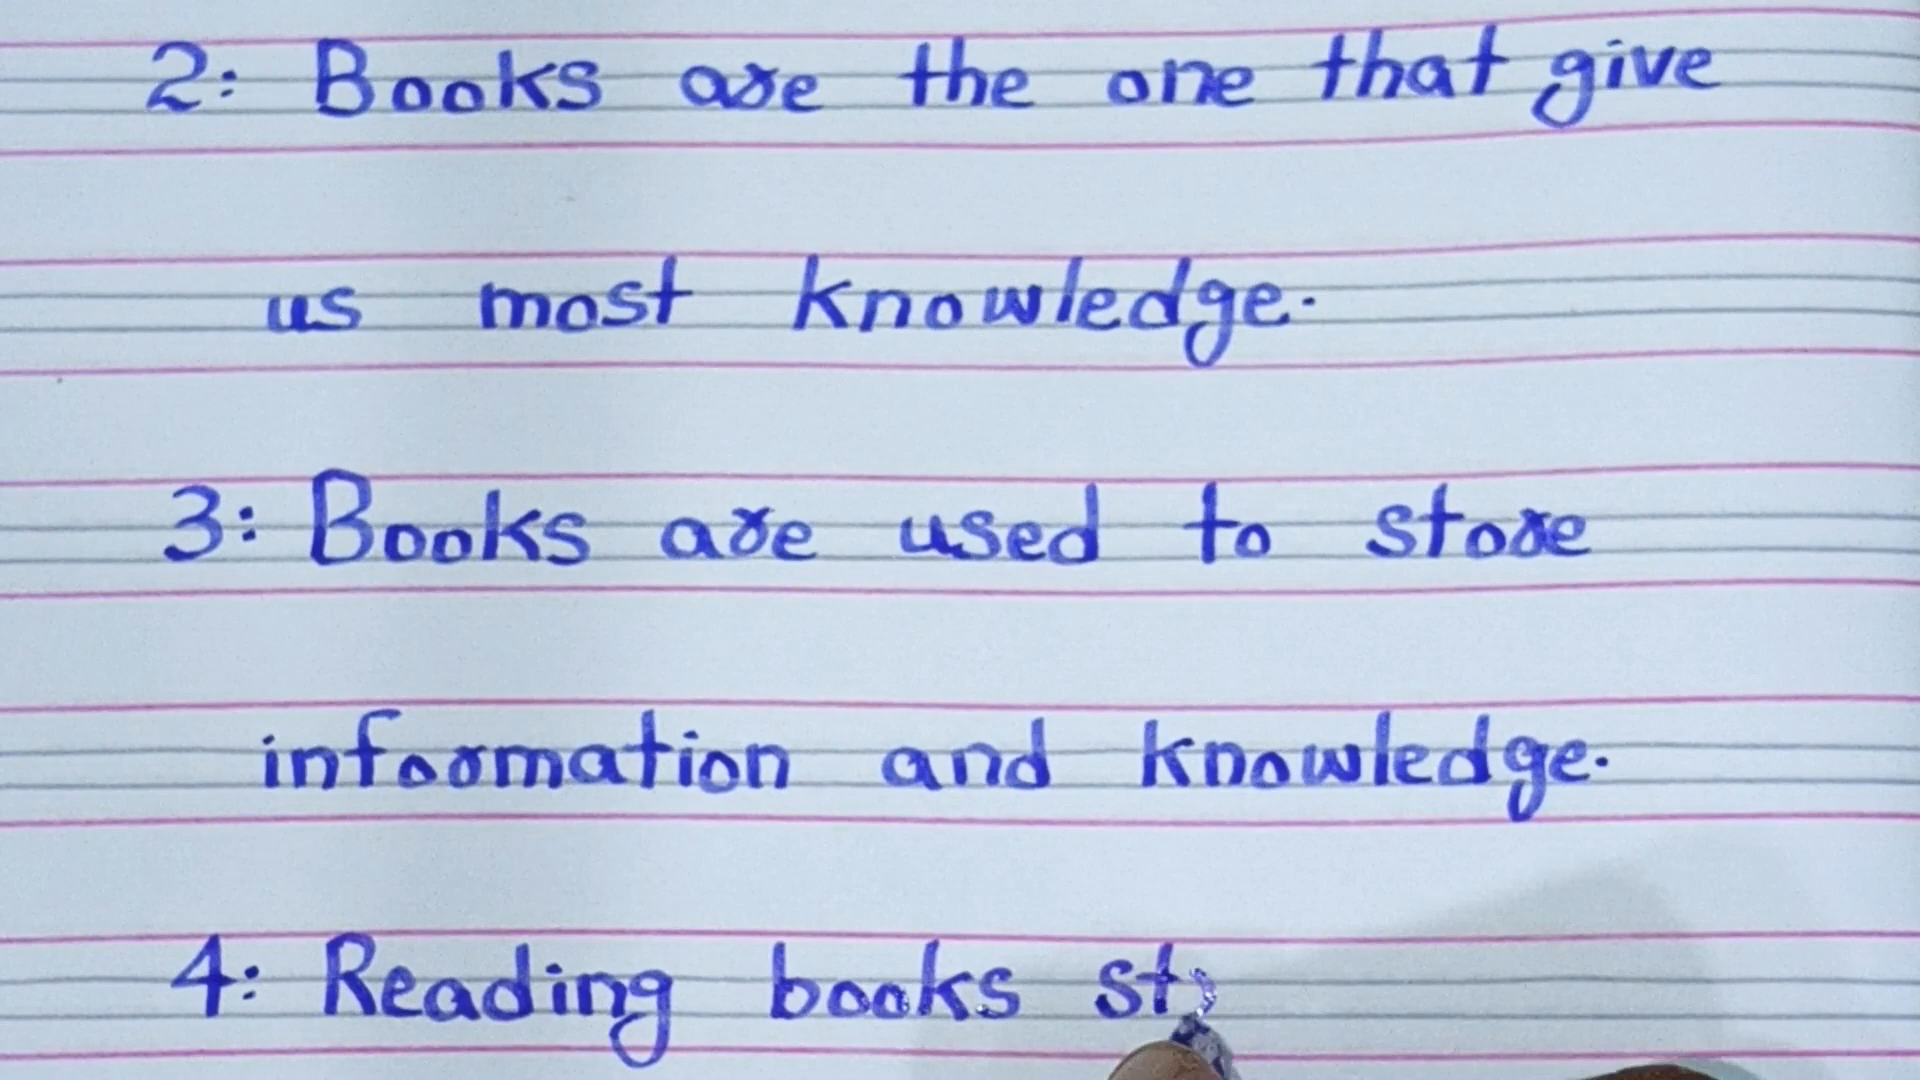 2: Books are the one that give
us most knowledge.
3: Books are used to store
information and knowledge.
4: Reading books